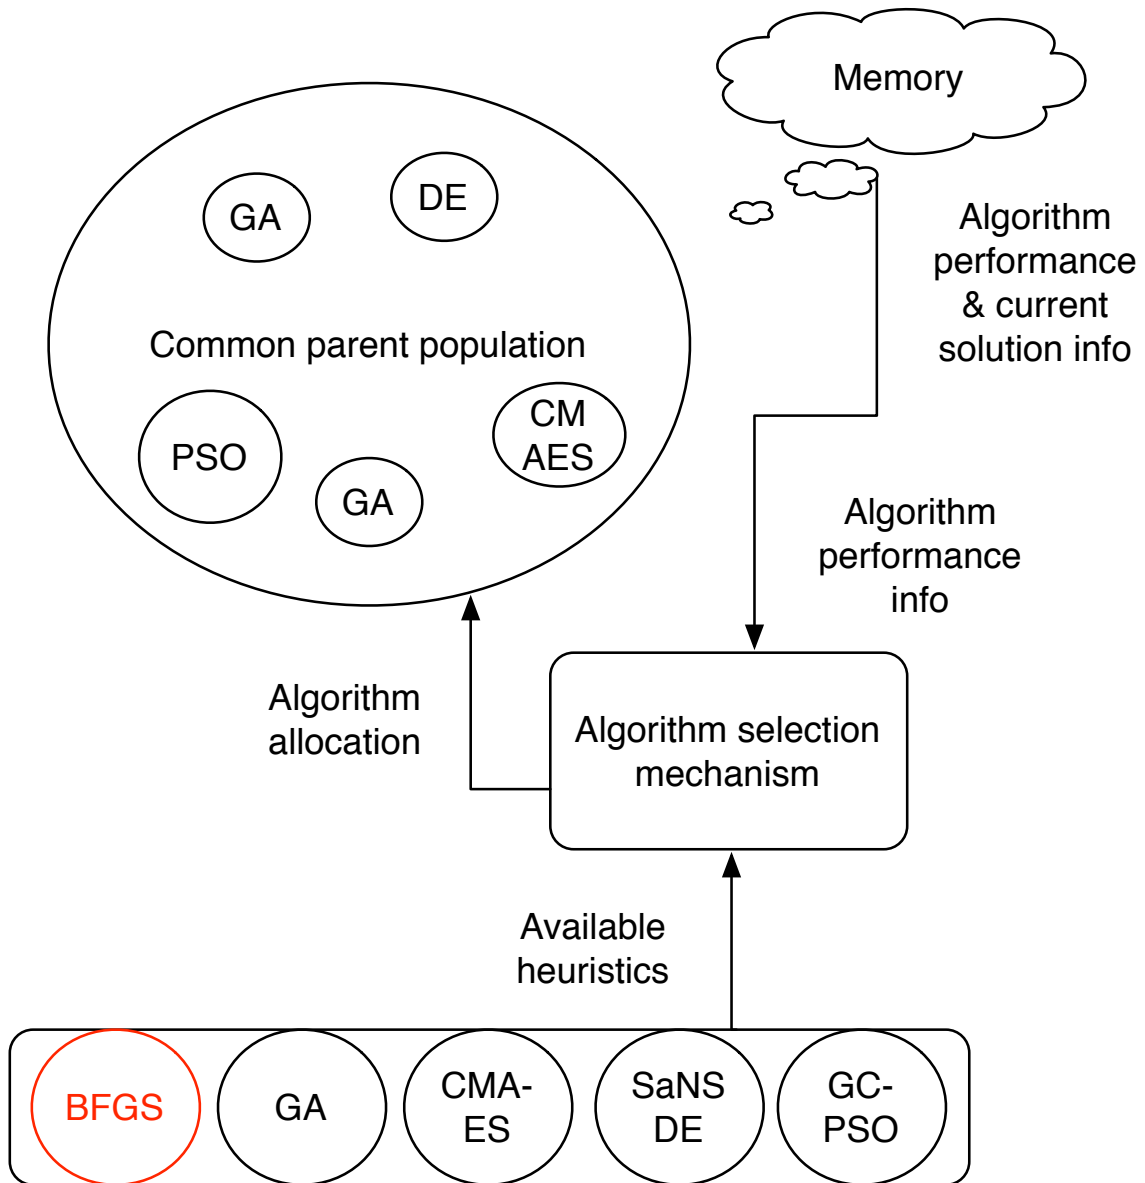 Memory
GA
DE
Common parent population
PSO
GA
CM
AES
Algorithm
performance
& current
solution info
Algorithm
performance
info
Algorithm
allocation
Algorithm selection
mechanism
Available
heuristics
BFGS
GA
CMA-
ES
SaNS
DE
GC-
PSO